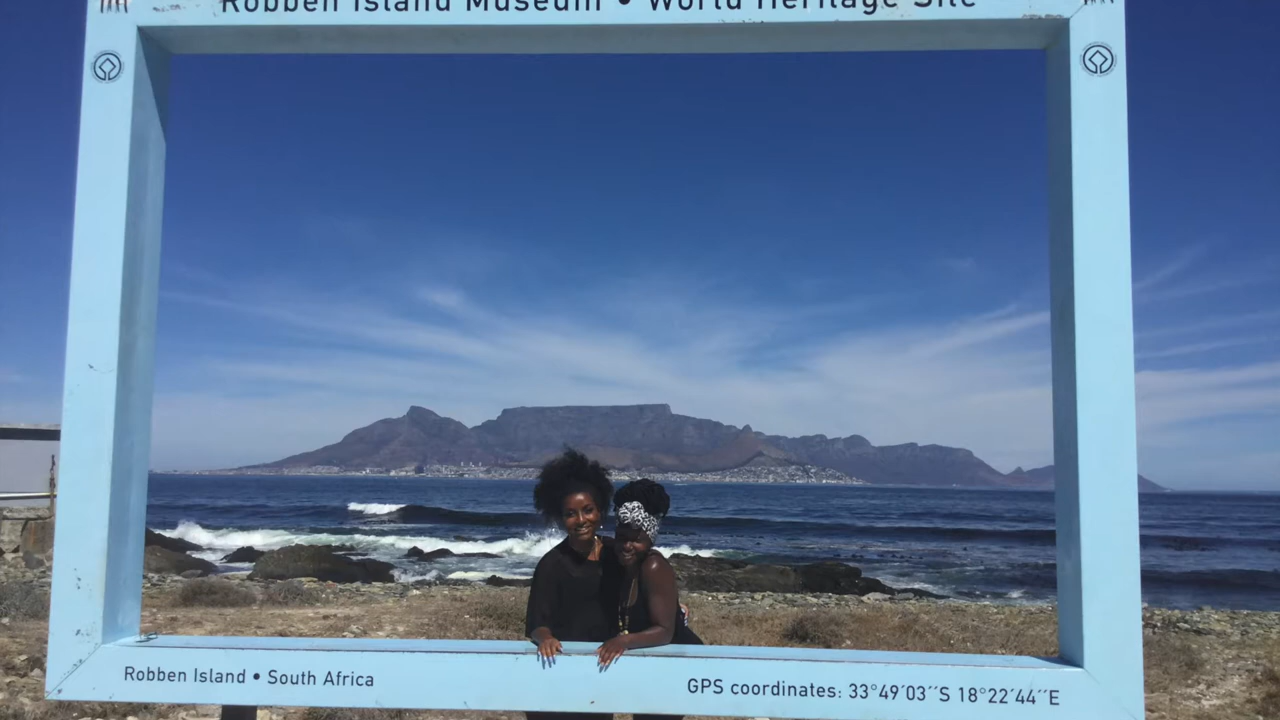 Robben Island Museum • World Heritage Site
Robben Island • South Africa
GPS coordinates: 33°49´03´´S 18°22´44´´E